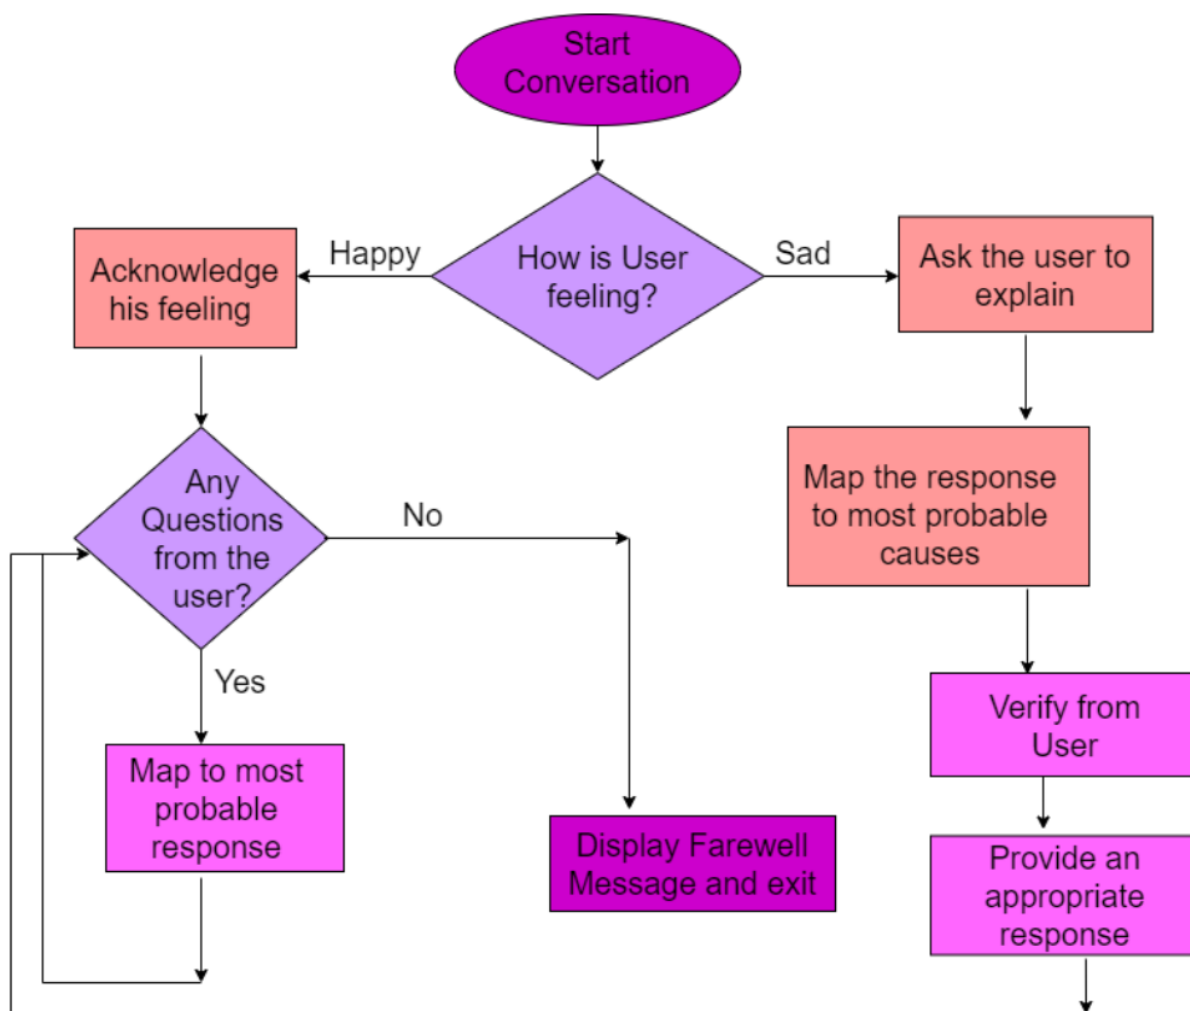 Start
Conversation
Happy
How is User
feeling?
Sad
Acknowledge
his feeling
Ask the user to
explain
Any
Questions
from the
user?
No
Map the response
to most probable
causes
Yes
Verify from
User
Map to most
probable
response
Display Farewell
Message and exit
Provide an
appropriate
response